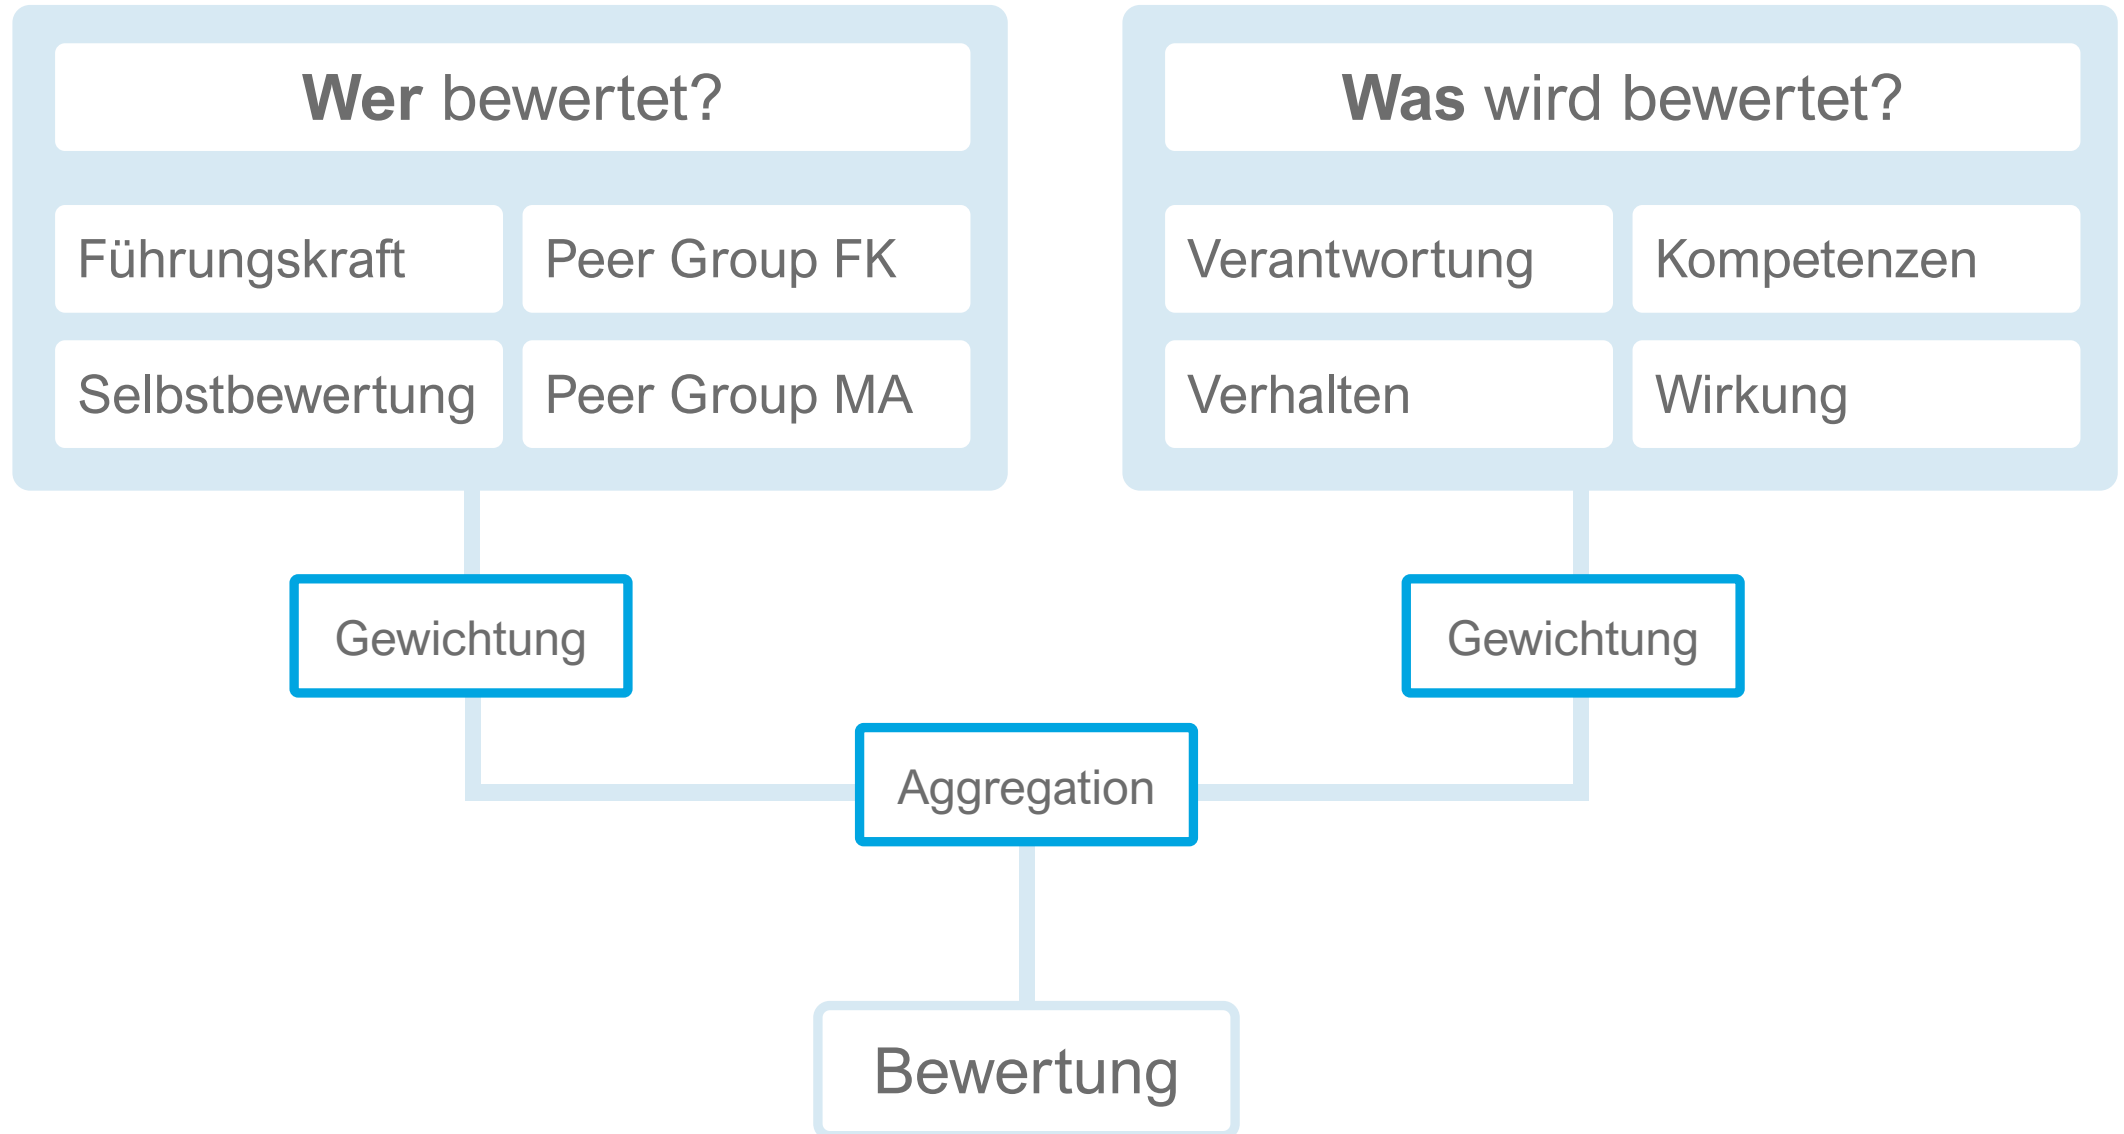 Wer bewertet?
Führungskraft
Peer Group FK
Selbstbewertung
Peer Group MA
Was wird bewertet?
Verantwortung
Kompetenzen
Verhalten
Wirkung
Gewichtung
Gewichtung
Aggregation
Bewertung